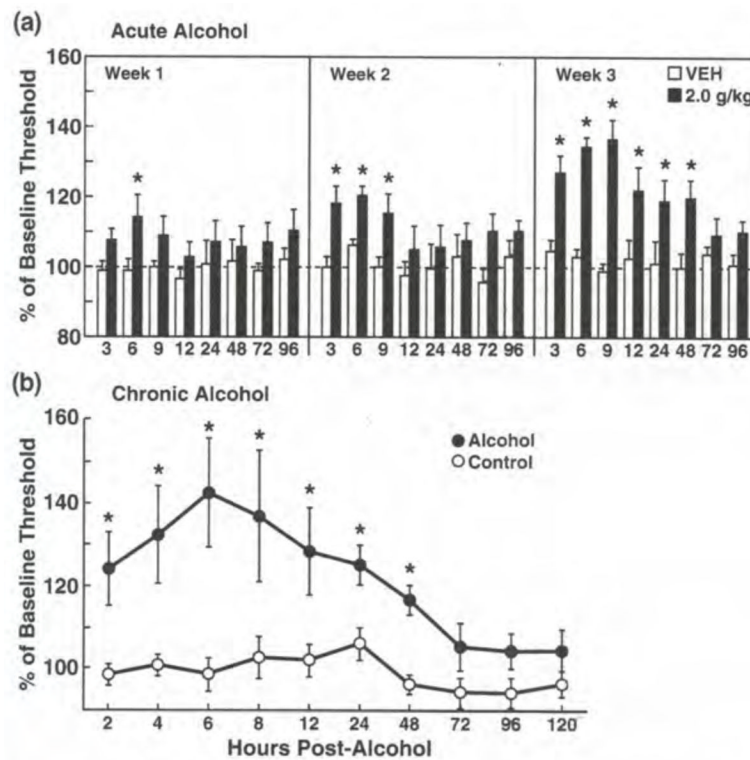 (a)
Acute Alcohol
160
140
120
100
80
% of Baseline Threshold
Week 1
Week 2
Week 3
VEH
2.0 g/kg
* * * * * * * * * *
3 6 9 12 24 48 72 96
3 6 9 12 24 48 72 96
3 6 9 12 24 48 72 96
(b)
Chronic Alcohol
160
140
120
100
% of Baseline Threshold
Alcohol
Control
* * * * * * *
2 4 6 8 12 24 48 72 96 120
Hours Post-Alcohol